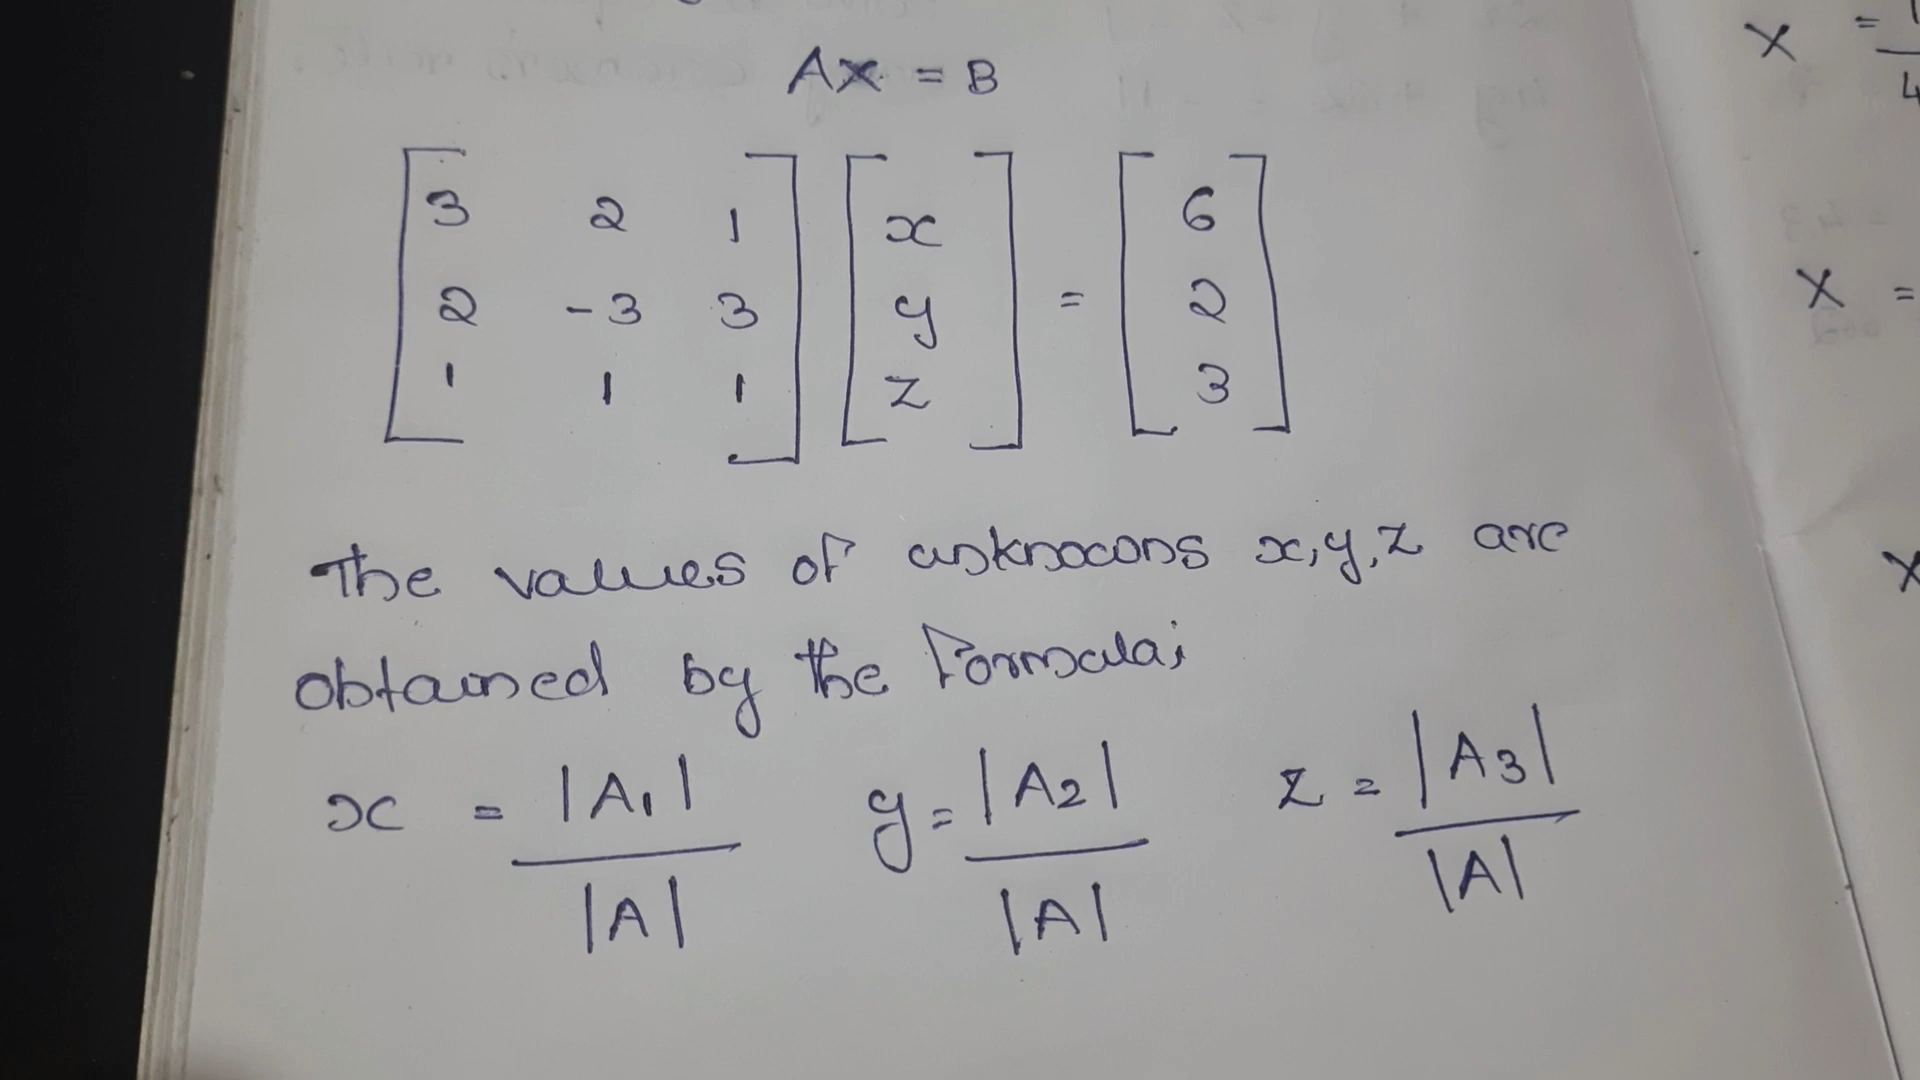 AX = B
[3 2 1] [x] = [6]
[2 -3 3] [y] [2]
[1 1 1] [z] [3]
The values of unknowns x,y,z are
obtained by the formula;
x = |A1| / |A| y = |A2| / |A| z = |A3| / |A|
X =
X =
X